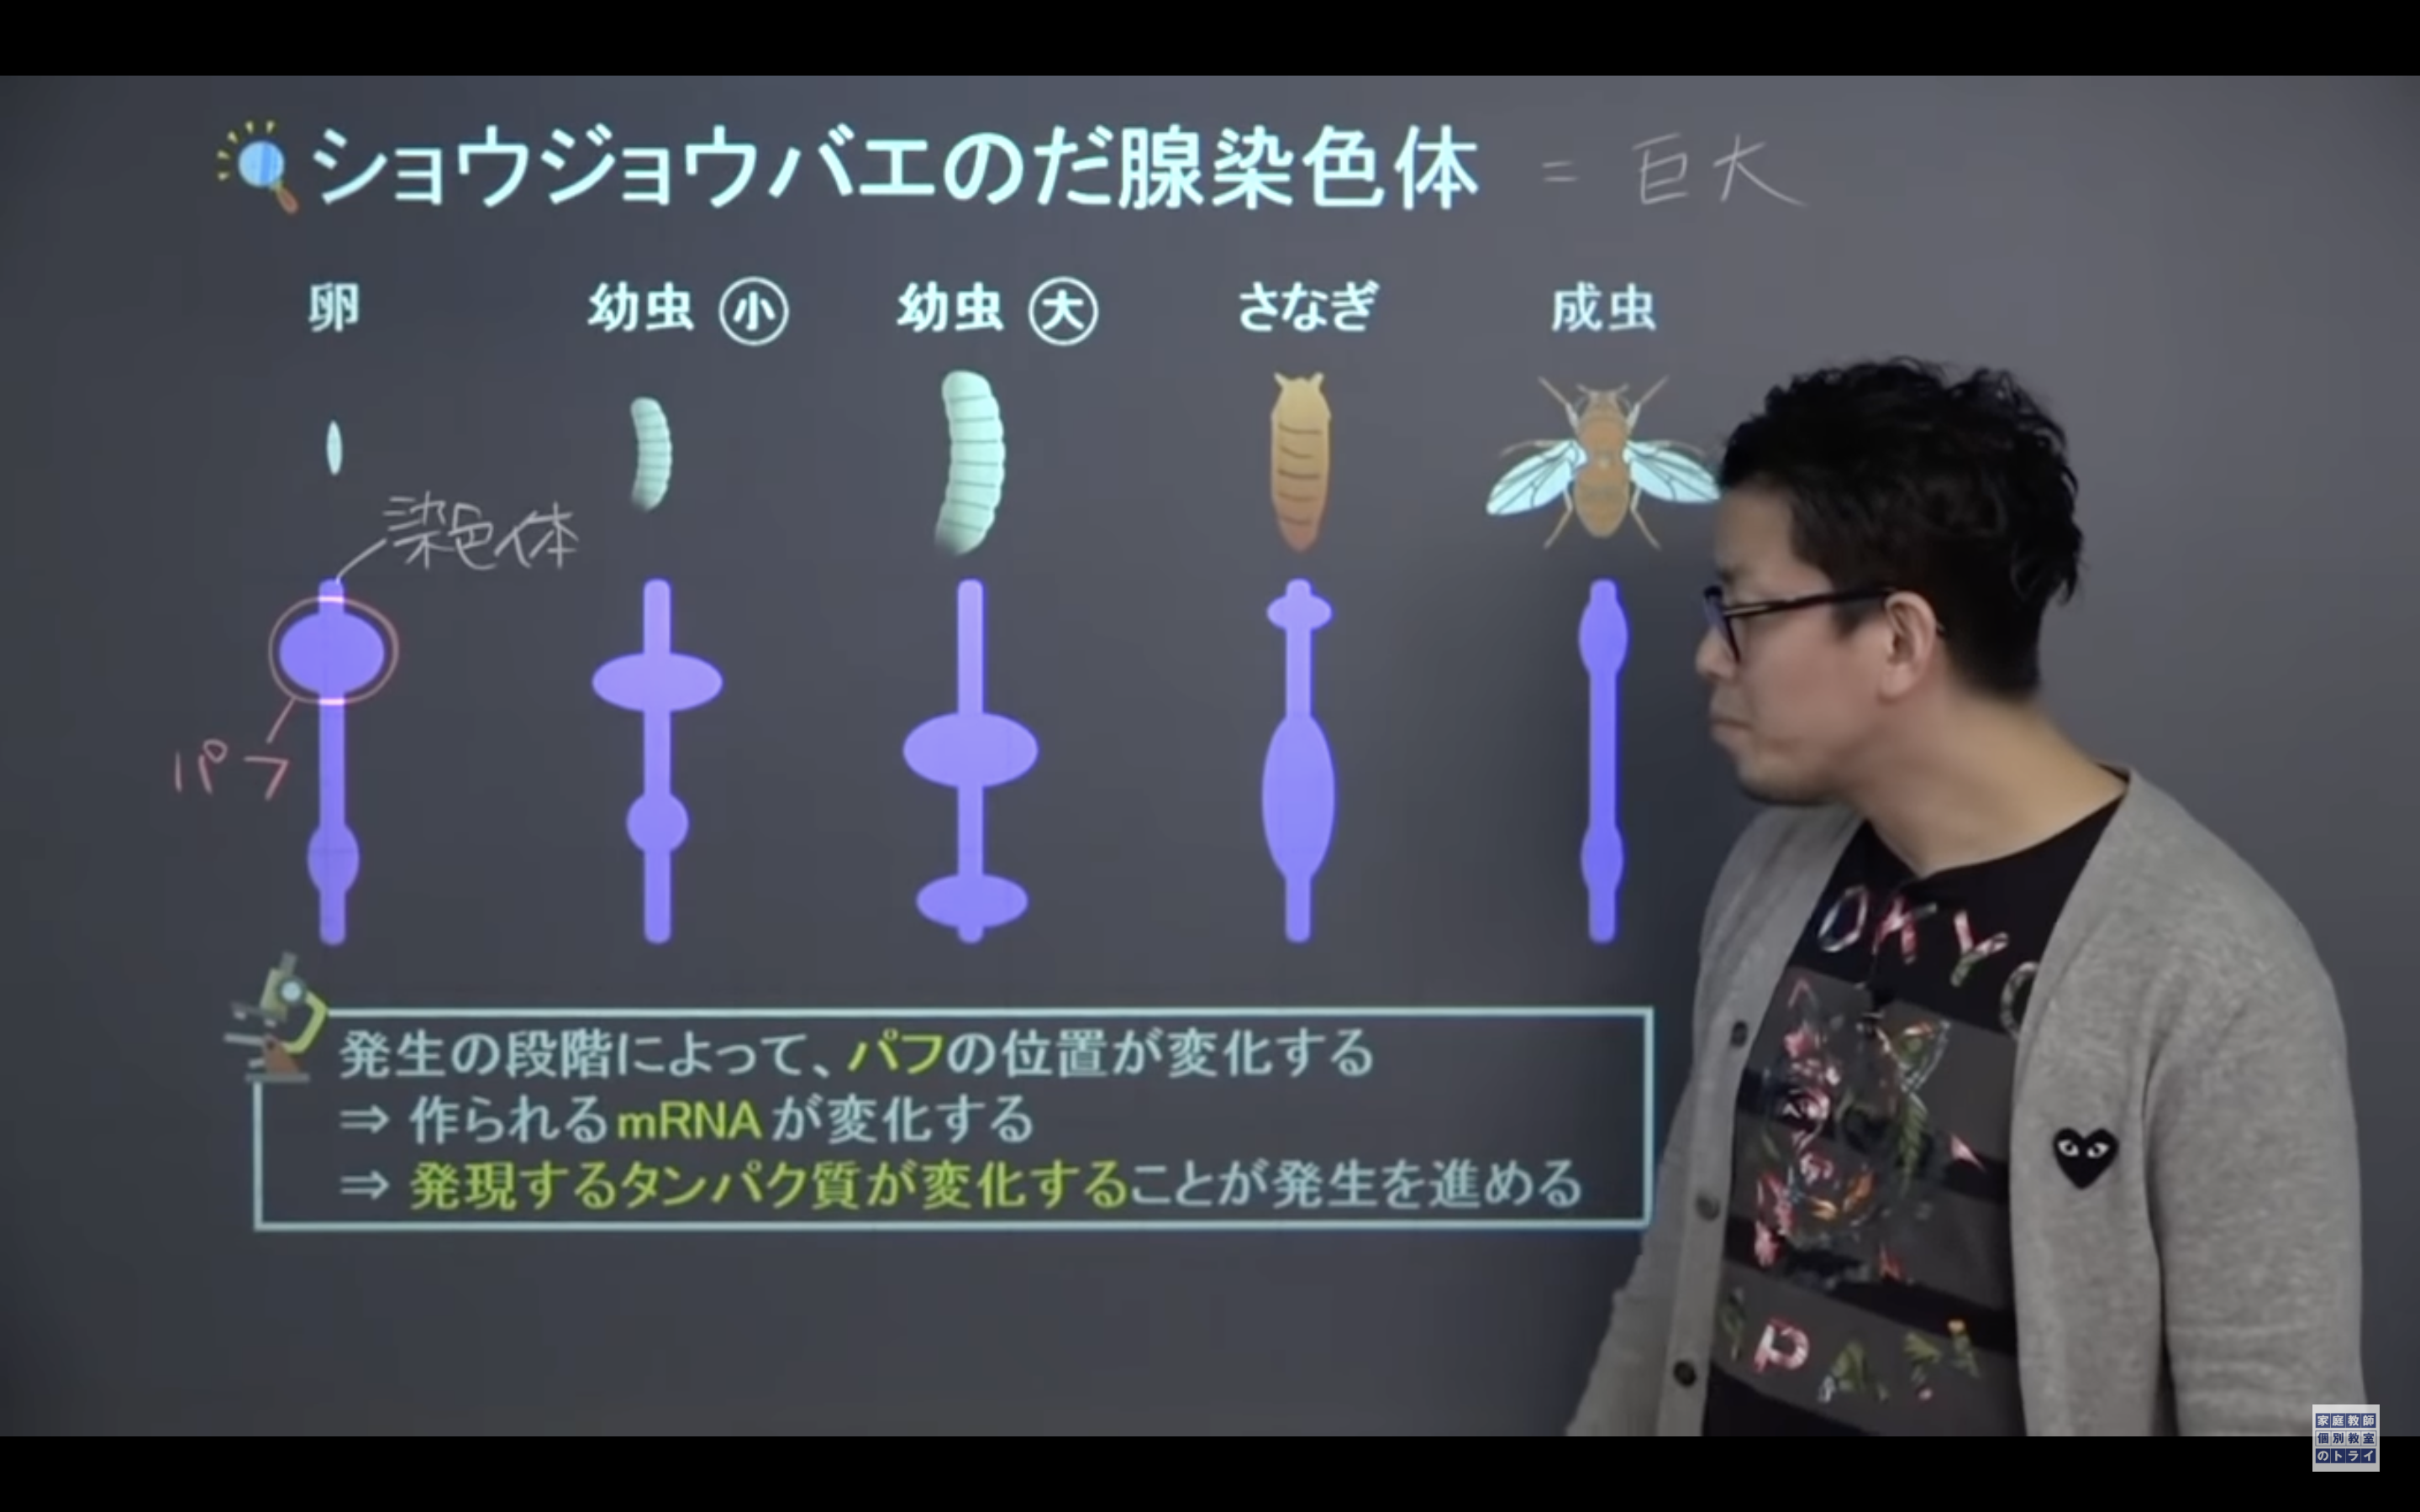 ショウジョウバエのだ腺染色体 = 巨大
卵 幼虫 小 幼虫 大 さなぎ 成虫
染色体
パフ
発生の段階によって、パフの位置が変化する
⇒ 作られるmRNAが変化する
⇒ 発現するタンパク質が変化することが発生を進める
OKYO
家庭教師
個別教室
のトライ